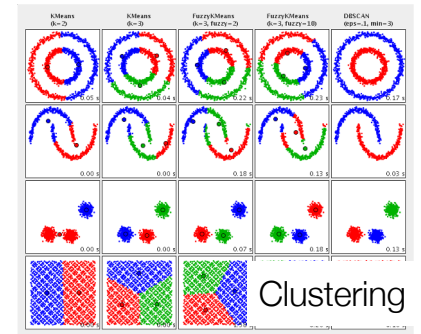 KMeans KMeans FuzzyKMeans FuzzyKMeans DBSCAN
(k=2) (k=3) (k=3, fuzzy=2) (k=3, fuzzy=10) (eps=.1, min=3)
0.05 s 0.04 s 0.22 s 0.23 s 0.17 s
0.00 s 0.00 s 0.18 s 0.13 s 0.03 s
0.00 s 0.00 s 0.07 s 0.18 s 0.13 s
Clustering